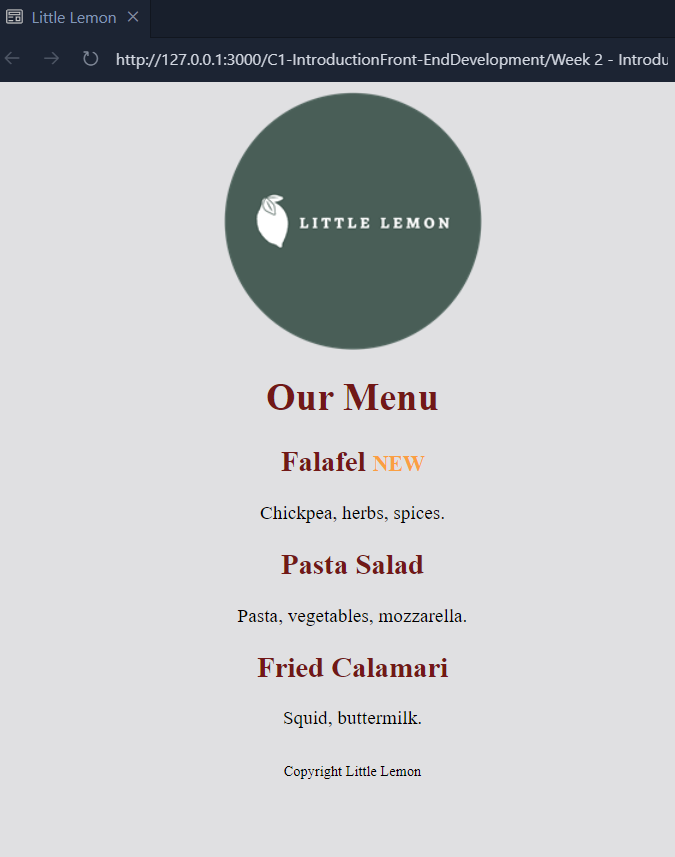 Little Lemon
http://127.0.0.1:3000/C1-IntroductionFront-EndDevelopment/Week 2 - Introdu
LITTLE LEMON
Our Menu
Falafel NEW
Chickpea, herbs, spices.
Pasta Salad
Pasta, vegetables, mozzarella.
Fried Calamari
Squid, buttermilk.
Copyright Little Lemon